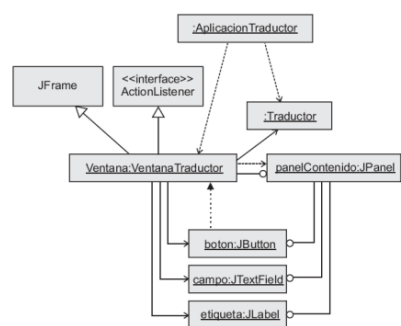 :AplicacionTraductor
JFrame
<<interface>>
ActionListener
:Traductor
Ventana:VentanaTraductor
panelContenido:JPanel
boton:JButton
campo:JTextField
etiqueta:JLabel